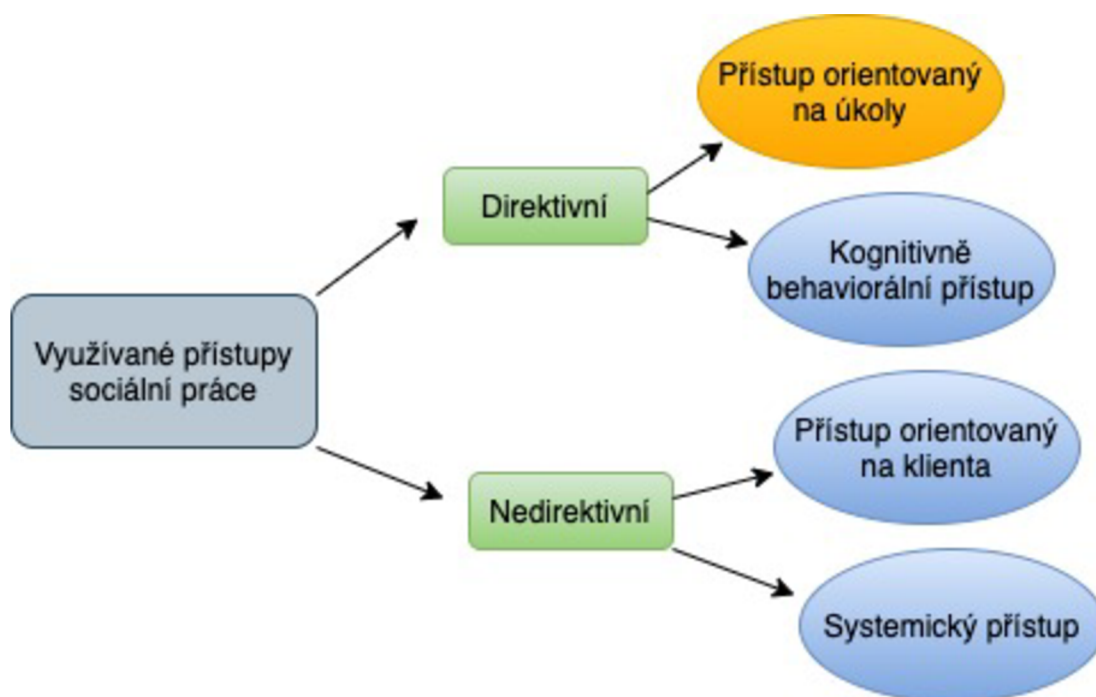 Přístup orientovaný
na úkoly
Direktivní
Kognitivně
behaviorální přístup
Využívané přístupy
sociální práce
Přístup orientovaný
na klienta
Nedirektivní
Systemický přístup